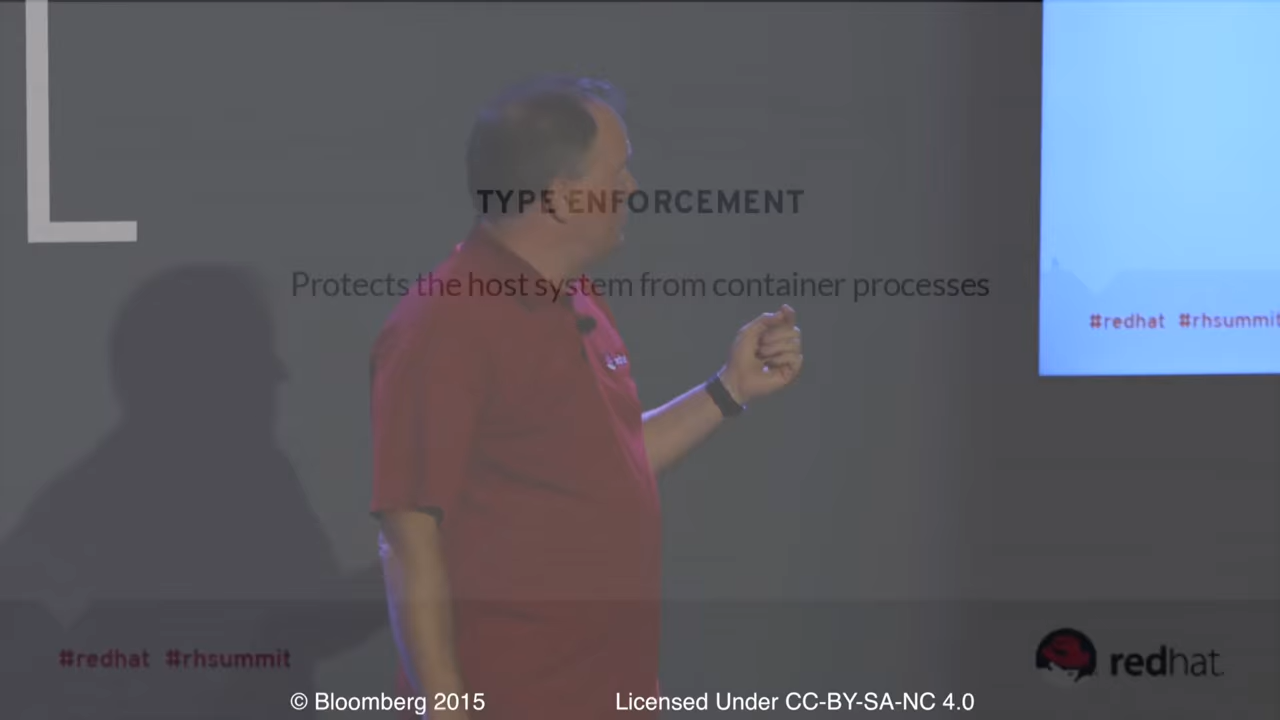 TYPE ENFORCEMENT
Protects the host system from container processes
#redhat #rhsummit
#redhat #rhsummit
redhat.
© Bloomberg 2015
Licensed Under CC-BY-SA-NC 4.0